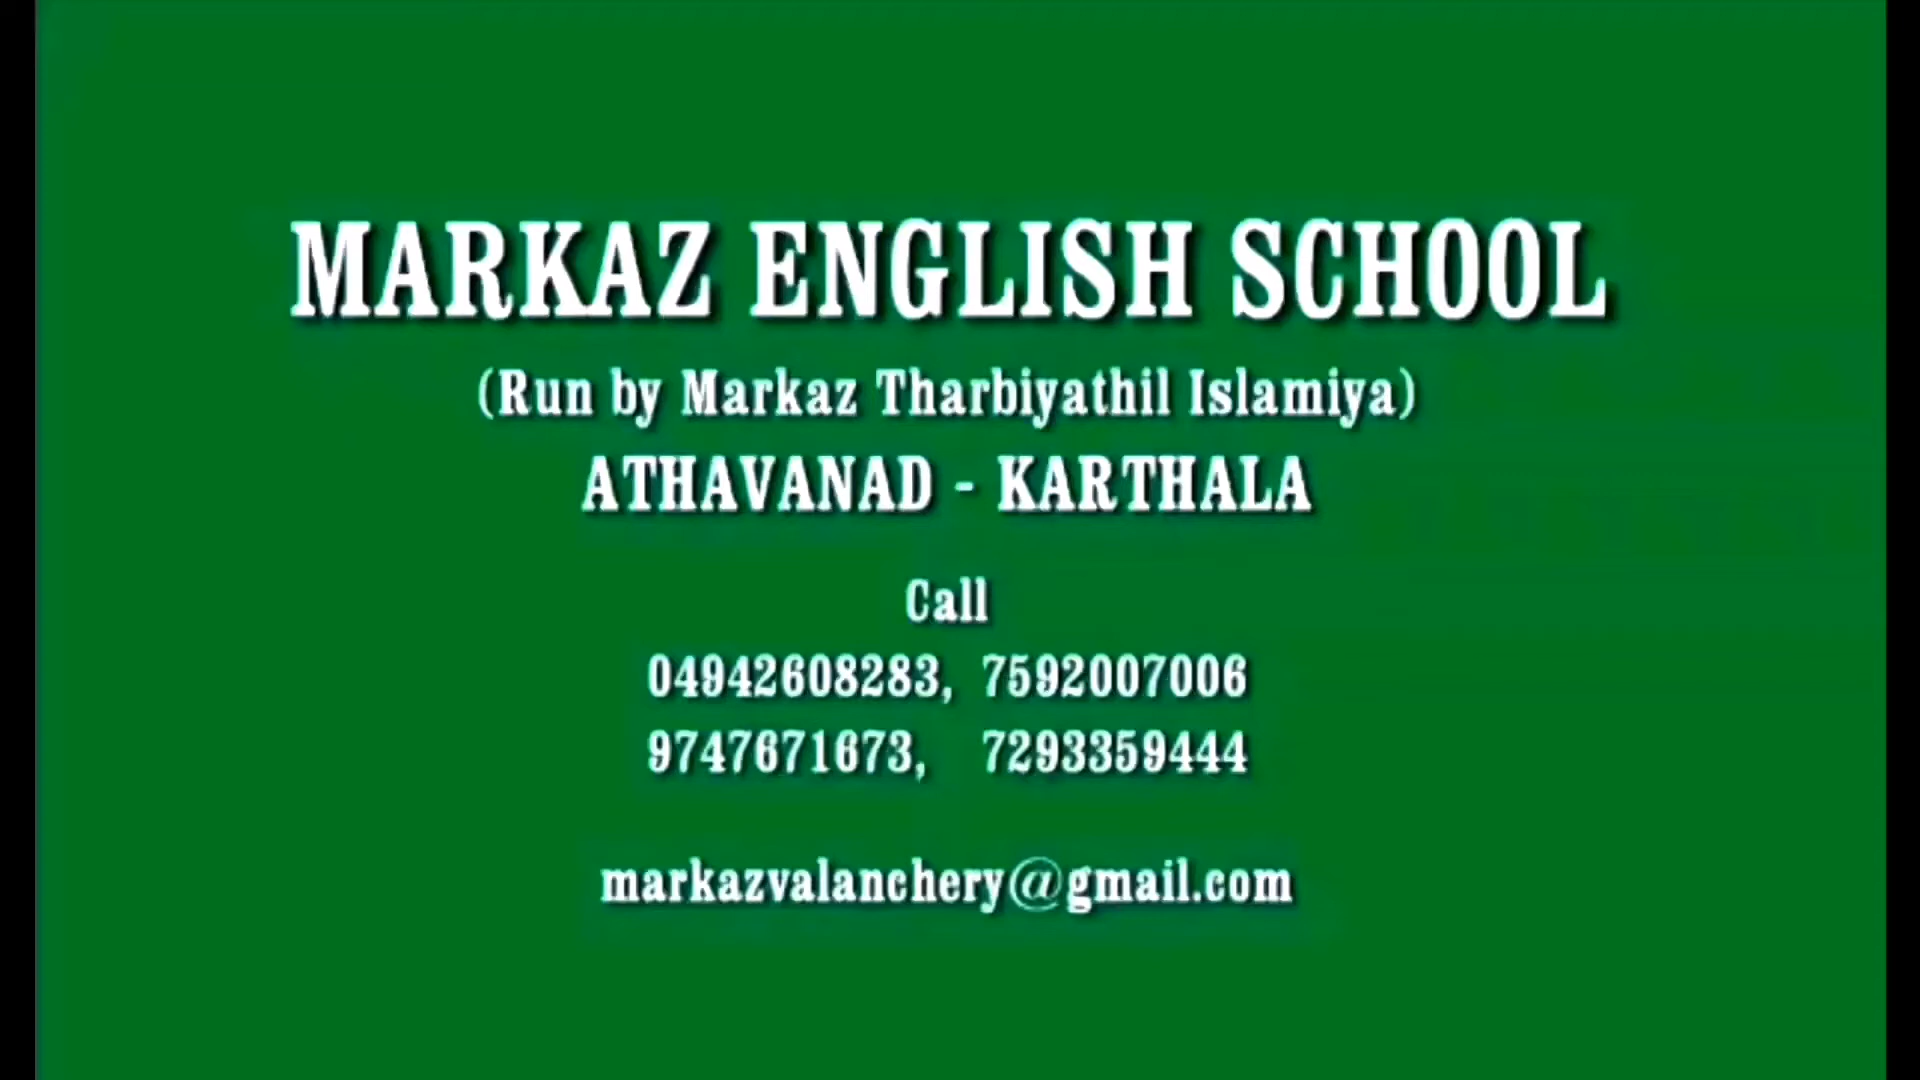 MARKAZ ENGLISH SCHOOL
(Run by Markaz Tharbiyathil Islamiya)
ATHAVANAD - KARTHALA
Call
04942608283, 7592007006
9747671673, 7293359444
markazvalanchery@gmail.com